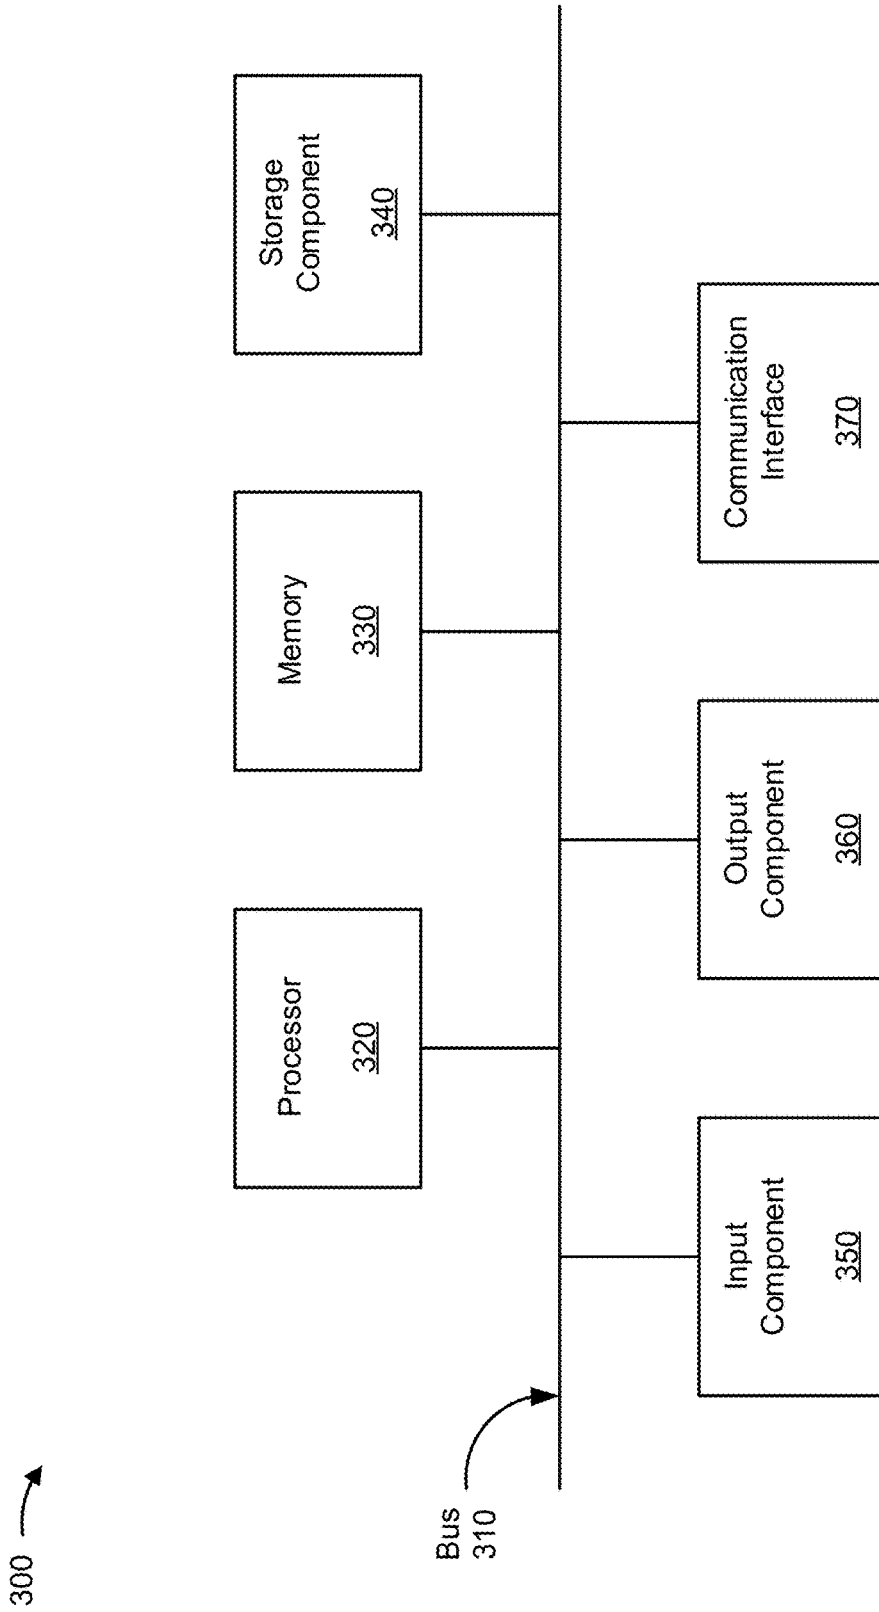 300
Processor
320
Memory
330
Storage
Component
340
Bus
310
Input
Component
350
Output
Component
360
Communication
Interface
370